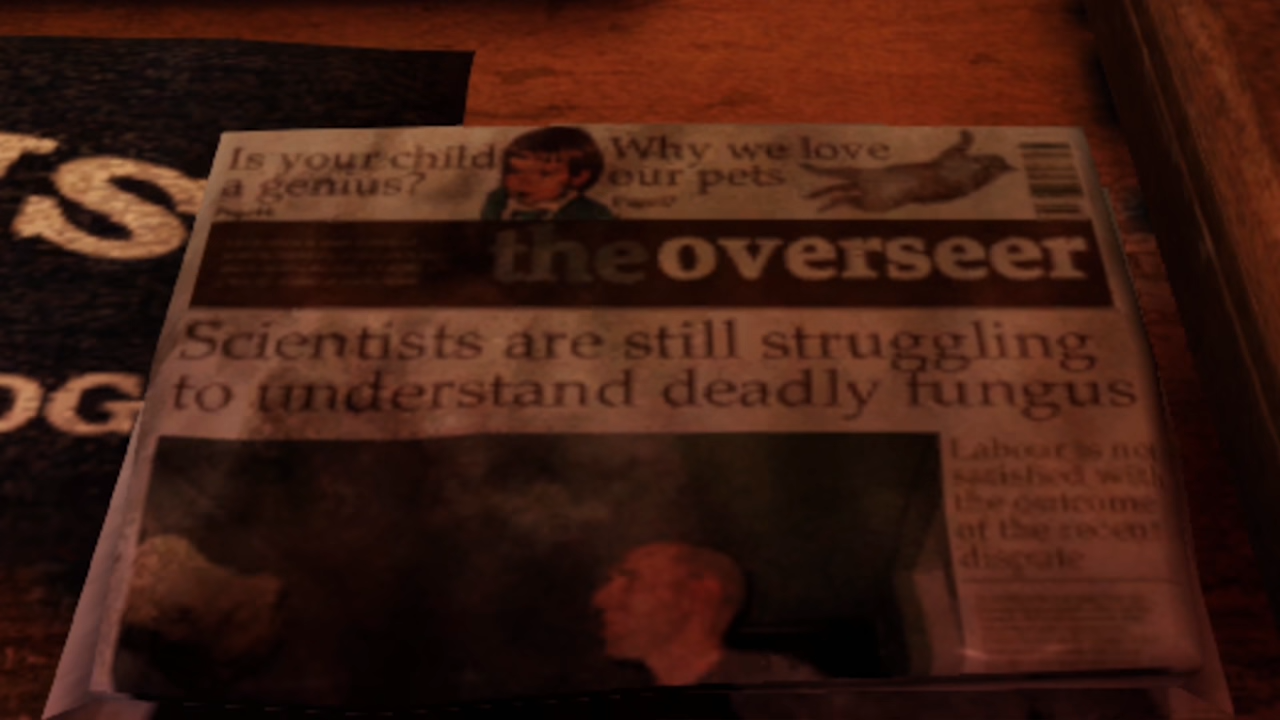 Is your child
a genius?
Why we love
our pets
theoverseer
Scientists are still struggling
to understand deadly fungus
Labour is not
satisfied with
the outcome
of the recent
dispute
S
OG